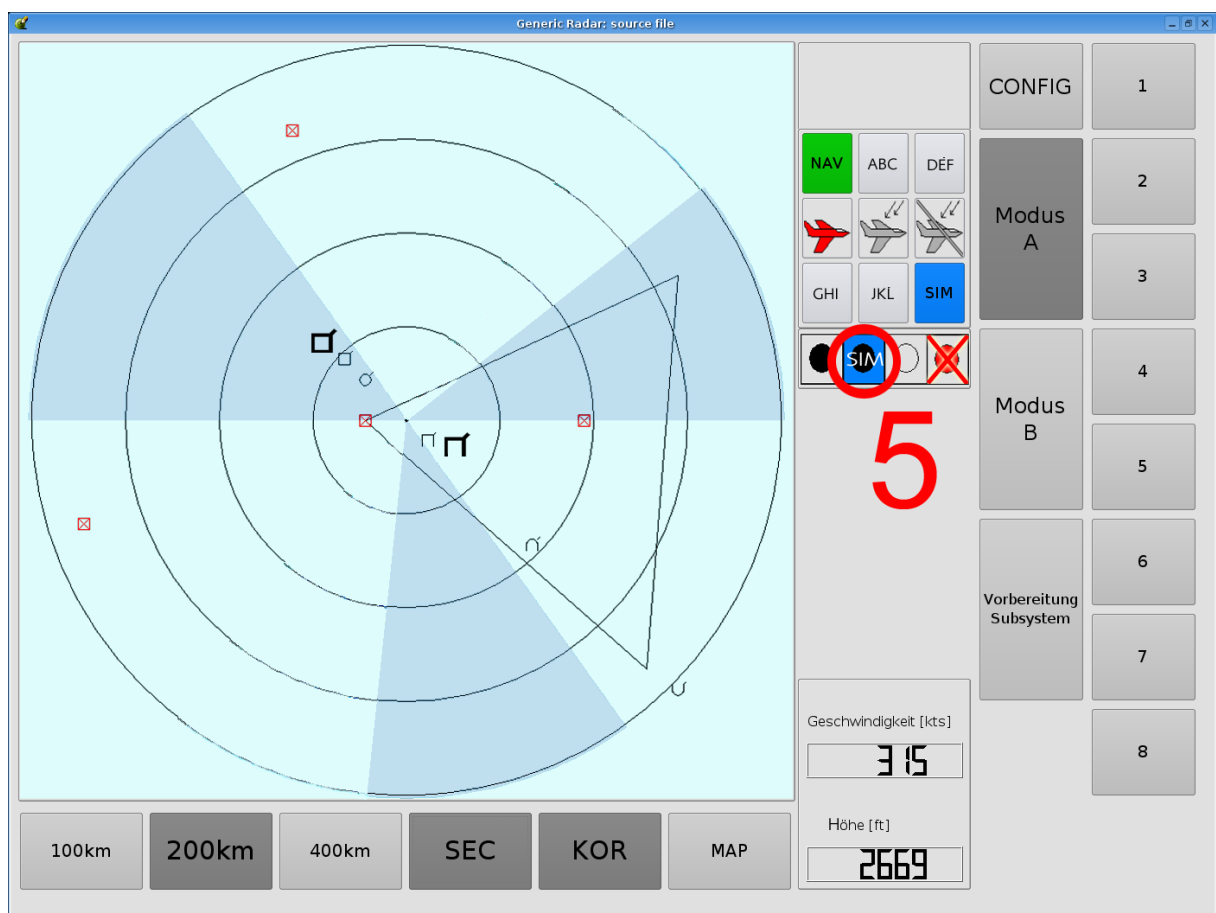 Generic Radar: source file
CONFIG
1
NAV
ABC
DEF
2
Modus
A
GHI
JKL
SIM
3
SIM
4
5
Modus
B
5
6
Vorbereitung
Subsystem
7
Geschwindigkeit [kts]
315
8
Höhe [ft]
2669
100km
200km
400km
SEC
KOR
MAP